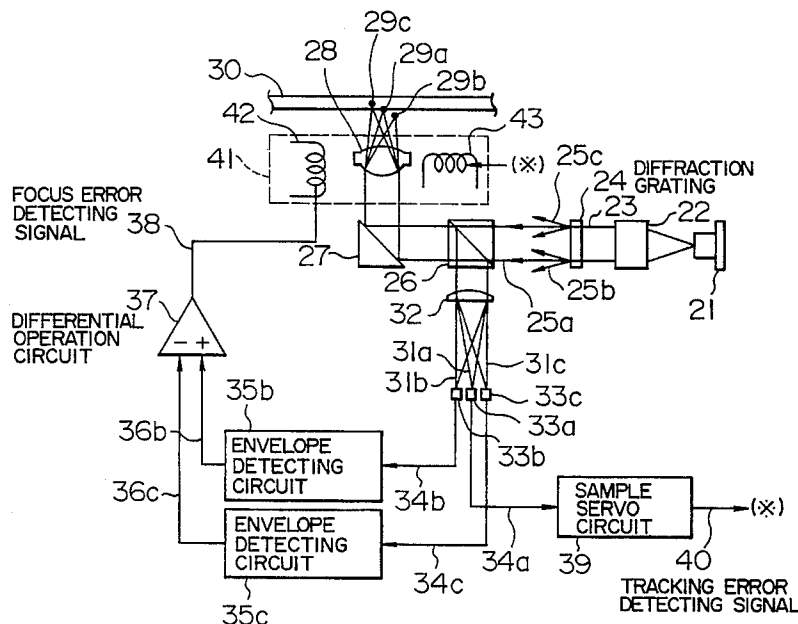 29c
29a
29b
28
30
42
43
41
(※)
25c
24
DIFFRACTION
GRATING
23
22
FOCUS ERROR
DETECTING
SIGNAL
38
27
26
25b
21
32
25a
37
DIFFERENTIAL
OPERATION
CIRCUIT
− +
31a
31b
31c
33c
33a
33b
35b
36b
ENVELOPE
DETECTING
CIRCUIT
34b
36c
SAMPLE
SERVO
CIRCUIT
(※)
ENVELOPE
DETECTING
CIRCUIT
34c
34a
39
40
35c
TRACKING ERROR
DETECTING SIGNAL